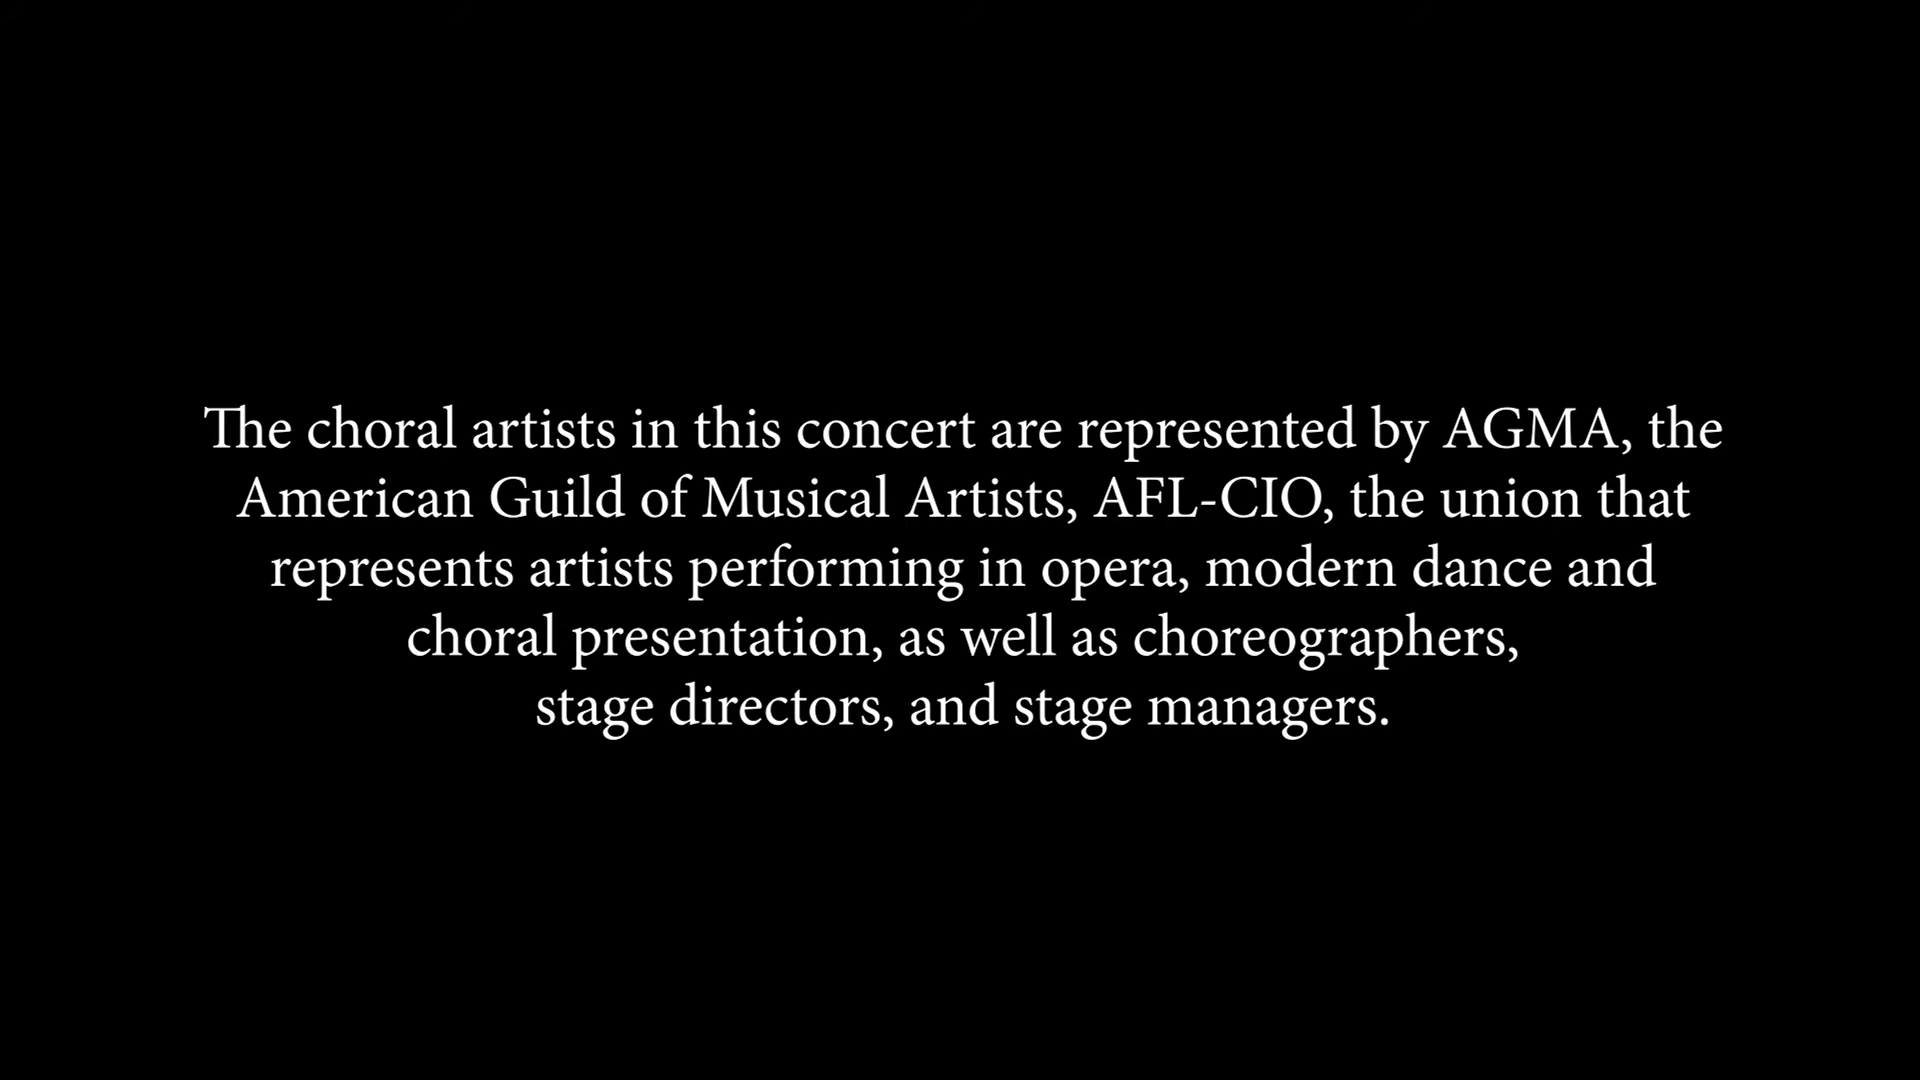 The choral artists in this concert are represented by AGMA, the
American Guild of Musical Artists, AFL-CIO, the union that
represents artists performing in opera, modern dance and
choral presentation, as well as choreographers,
stage directors, and stage managers.